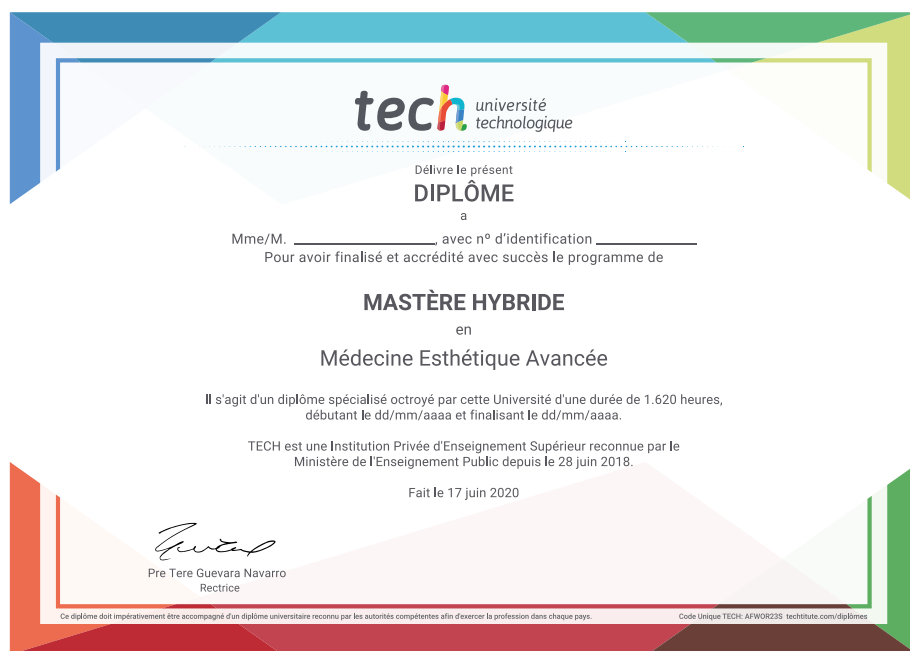 tech université
technologique
Délivre le présent
DIPLÔME
a
Mme/M. ____________________, avec nº d'identification ______________
Pour avoir finalisé et accrédité avec succès le programme de
MASTÈRE HYBRIDE
en
Médecine Esthétique Avancée
Il s'agit d'un diplôme spécialisé octroyé par cette Université d'une durée de 1.620 heures,
débutant le dd/mm/aaaa et finalisant le dd/mm/aaaa.
TECH est une Institution Privée d'Enseignement Supérieur reconnue par le
Ministère de l'Enseignement Public depuis le 28 juin 2018.
Fait le 17 juin 2020
Pre Tere Guevara Navarro
Rectrice
Ce diplôme doit impérativement être accompagné d'un diplôme universitaire reconnu par les autorités compétentes afin d'exercer la profession dans chaque pays. Code Unique TECH: AFWOR23S techtitute.com/diplômes